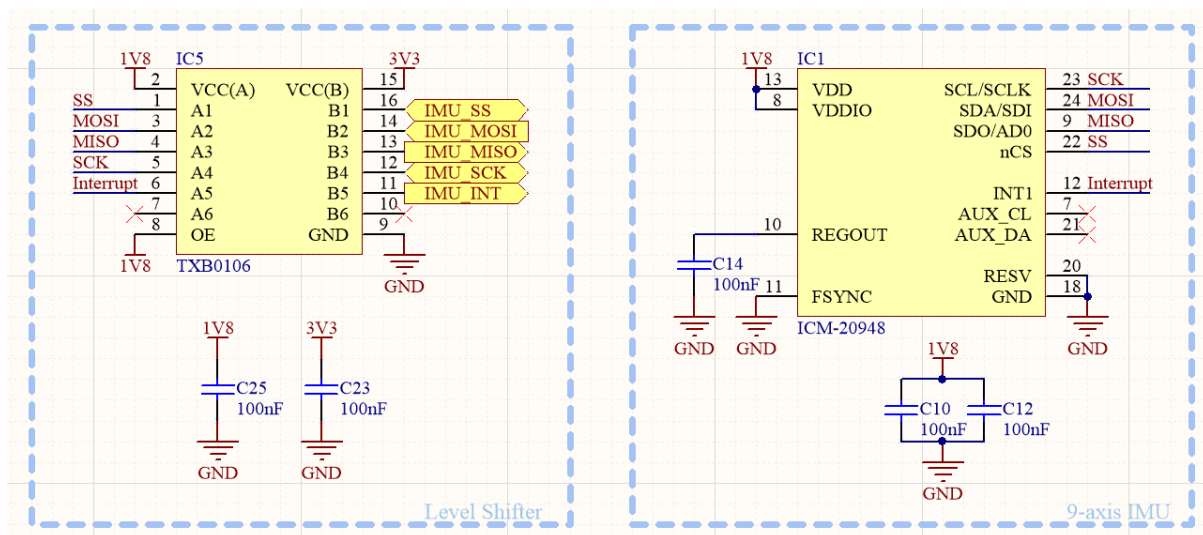 1V8 IC5 3V3
2 VCC(A) VCC(B) 15
SS 1 A1 B1 16 IMU_SS
MOSI 3 A2 B2 14 IMU_MOSI
MISO 4 A3 B3 13 IMU_MISO
SCK 5 A4 B4 12 IMU_SCK
Interrupt 6 A5 B5 11 IMU_INT
7 A6 B6 10
8 OE GND 9
1V8 TXB0106 GND
1V8 3V3
C25 C23
100nF 100nF
GND GND
Level Shifter
1V8 IC1
13 VDD SCL/SCLK 23 SCK
8 VDDIO SDA/SDI 24 MOSI
SDO/AD0 9 MISO
nCS 22 SS
INT1 12 Interrupt
AUX_CL 7
10 REGOUT AUX_DA 21
C14
100nF
RESV 20
11 FSYNC GND 18
ICM-20948
GND GND GND
1V8
C10 C12
100nF 100nF
GND
9-axis IMU